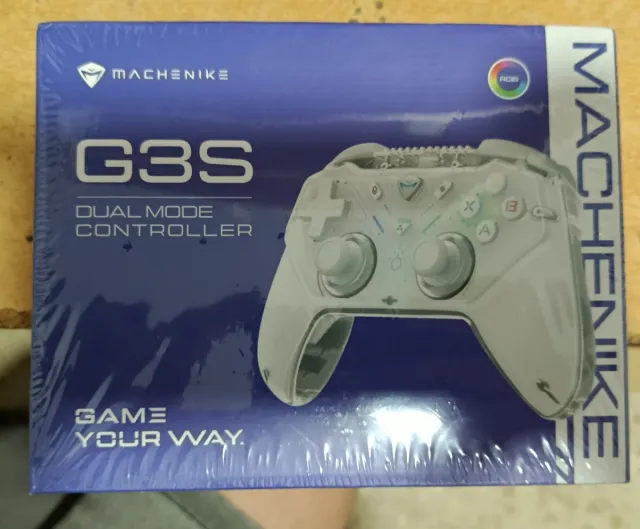 MACHENIKE
RGB
G3S
DUAL MODE
CONTROLLER
X
B
A
GAME
YOUR WAY.
MACHENIKE